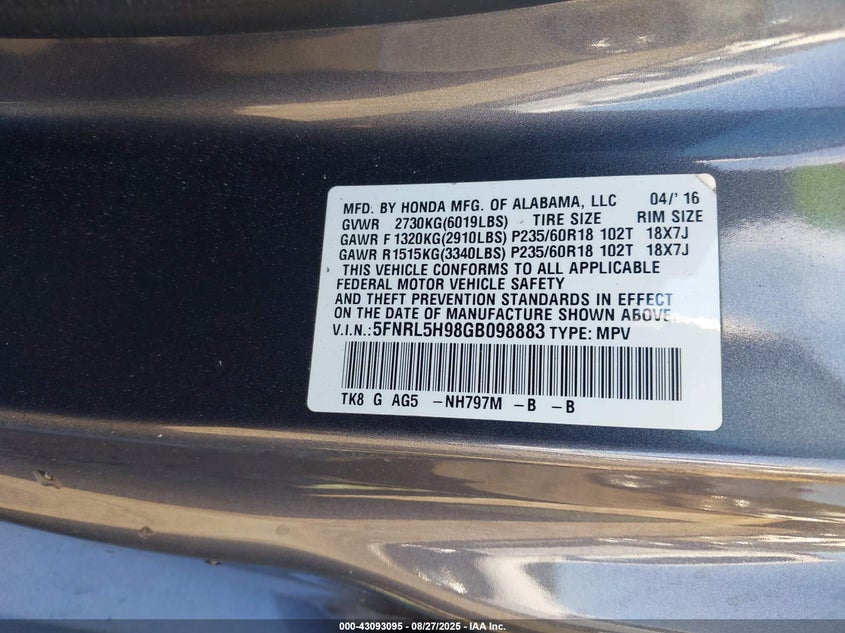 MFD. BY HONDA MFG. OF ALABAMA, LLC 04/' 16
GVWR 2730KG(6019LBS) TIRE SIZE RIM SIZE
GAWR F 1320KG(2910LBS) P235/60R18 102T 18X7J
GAWR R1515KG(3340LBS) P235/60R18 102T 18X7J
THIS VEHICLE CONFORMS TO ALL APPLICABLE
FEDERAL MOTOR VEHICLE SAFETY
AND THEFT PREVENTION STANDARDS IN EFFECT
ON THE DATE OF MANUFACTURE SHOWN ABOVE.
V.I.N.: 5FNRL5H98GB098883 TYPE: MPV
TK8 G AG5 -NH797M -B -B
000-43093095 - 08/27/2025 - IAA Inc.